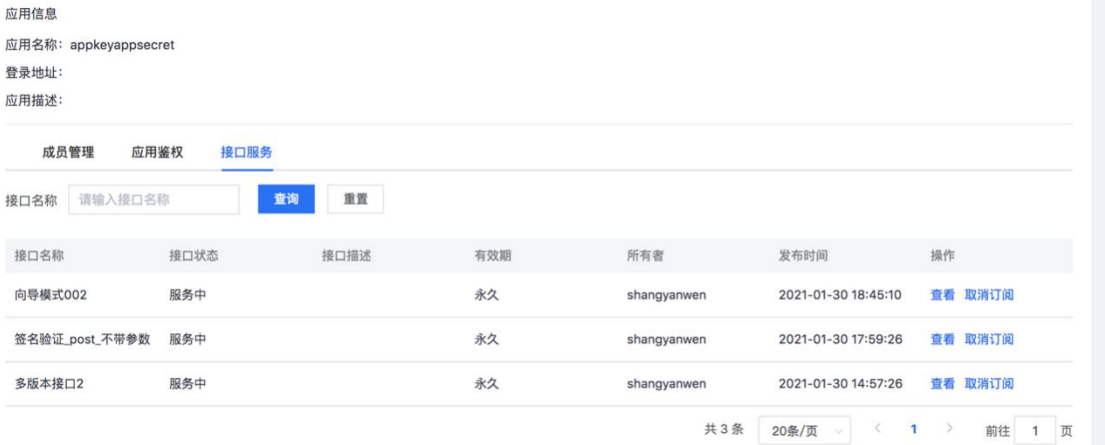 应用信息
应用名称：appkeyappsecret
登录地址：
应用描述：
成员管理 应用鉴权 接口服务
接口名称 请输入接口名称 查询 重置
接口名称 接口状态 接口描述 有效期 所有者 发布时间 操作
向导模式002 服务中 永久 shangyanwen 2021-01-30 18:45:10 查看 取消订阅
签名验证_post_不带参数 服务中 永久 shangyanwen 2021-01-30 17:59:26 查看 取消订阅
多版本接口2 服务中 永久 shangyanwen 2021-01-30 14:57:26 查看 取消订阅
共 3 条 20条/页 < 1 > 前往 1 页